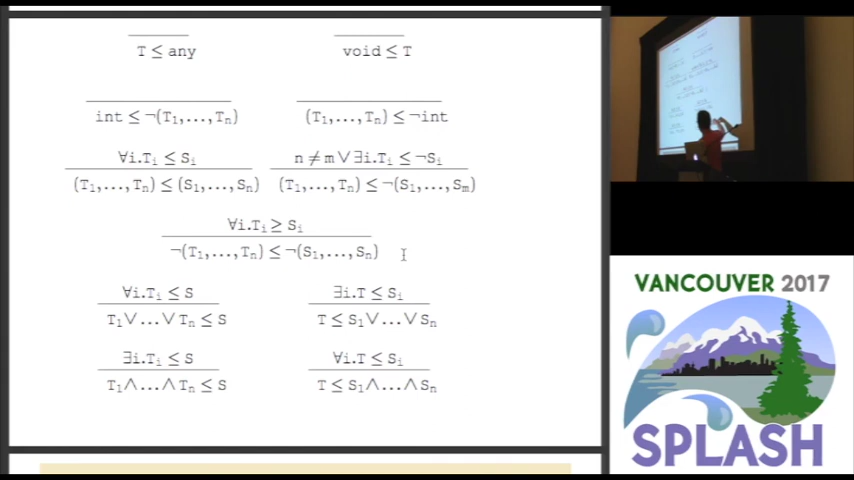 T ≤ any
void ≤ T
int ≤ ¬(T₁,...,Tₙ)
(T₁,...,Tₙ) ≤ ¬int
∀i.Tᵢ ≤ Sᵢ
(T₁,...,Tₙ) ≤ (S₁,...,Sₙ)
n ≠ m ∨ ∃i.Tᵢ ≤ ¬Sᵢ
(T₁,...,Tₙ) ≤ ¬(S₁,...,Sₘ)
∀i.Tᵢ ≥ Sᵢ
¬(T₁,...,Tₙ) ≤ ¬(S₁,...,Sₙ)
∀i.Tᵢ ≤ S
T₁∨...∨Tₙ ≤ S
∃i.T ≤ Sᵢ
T ≤ S₁∨...∨Sₙ
∃i.Tᵢ ≤ S
T₁∧...∧Tₙ ≤ S
∀i.T ≤ Sᵢ
T ≤ S₁∧...∧Sₙ
VANCOUVER 2017
SPLASH